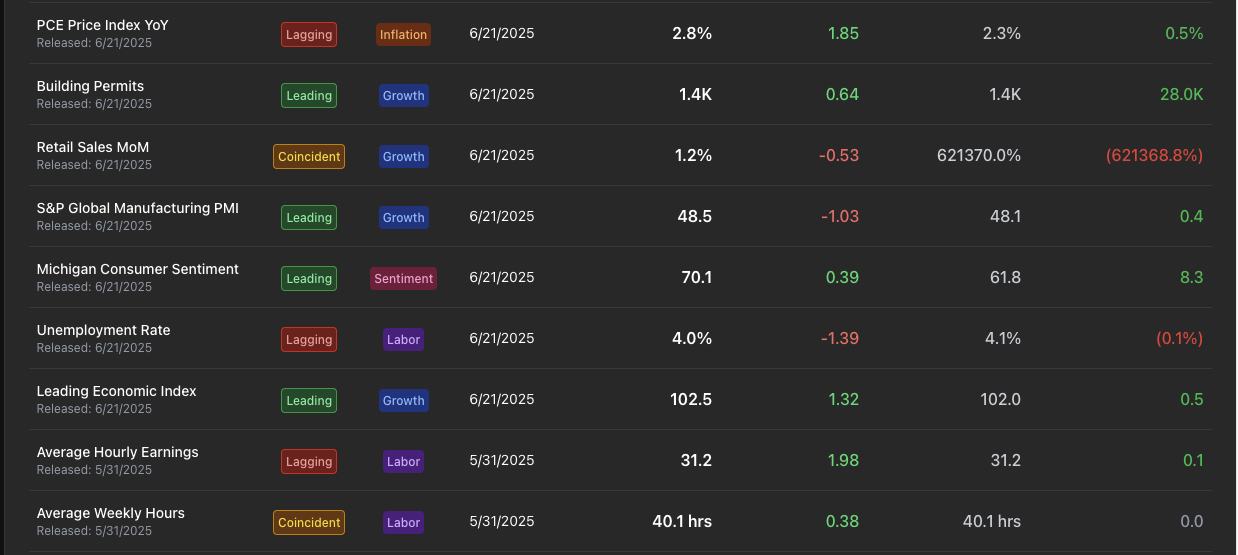 PCE Price Index YoY
Released: 6/21/2025
Lagging Inflation 6/21/2025 2.8% 1.85 2.3% 0.5%
Building Permits
Released: 6/21/2025
Leading Growth 6/21/2025 1.4K 0.64 1.4K 28.0K
Retail Sales MoM
Released: 6/21/2025
Coincident Growth 6/21/2025 1.2% -0.53 621370.0% (621368.8%)
S&P Global Manufacturing PMI
Released: 6/21/2025
Leading Growth 6/21/2025 48.5 -1.03 48.1 0.4
Michigan Consumer Sentiment
Released: 6/21/2025
Leading Sentiment 6/21/2025 70.1 0.39 61.8 8.3
Unemployment Rate
Released: 6/21/2025
Lagging Labor 6/21/2025 4.0% -1.39 4.1% (0.1%)
Leading Economic Index
Released: 6/21/2025
Leading Growth 6/21/2025 102.5 1.32 102.0 0.5
Average Hourly Earnings
Released: 5/31/2025
Lagging Labor 5/31/2025 31.2 1.98 31.2 0.1
Average Weekly Hours
Released: 5/31/2025
Coincident Labor 5/31/2025 40.1 hrs 0.38 40.1 hrs 0.0